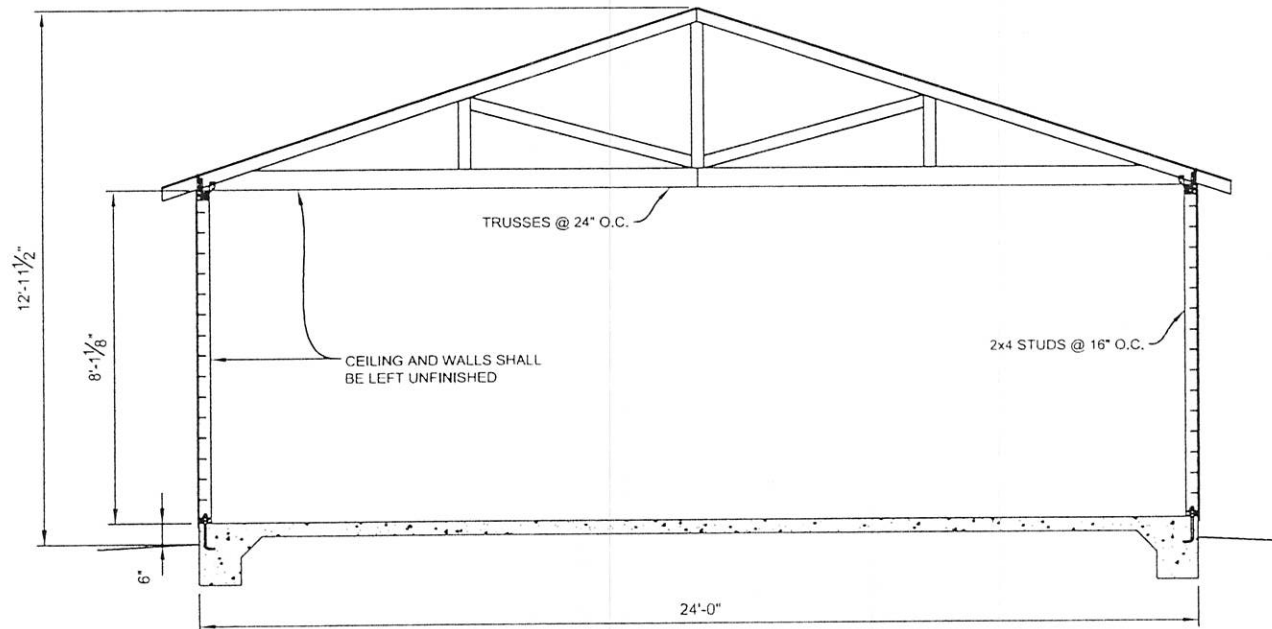 TRUSSES @ 24" O.C.
12'-11½"
8'-1⅛"
2x4 STUDS @ 16" O.C.
CEILING AND WALLS SHALL
BE LEFT UNFINISHED
6"
24'-0"